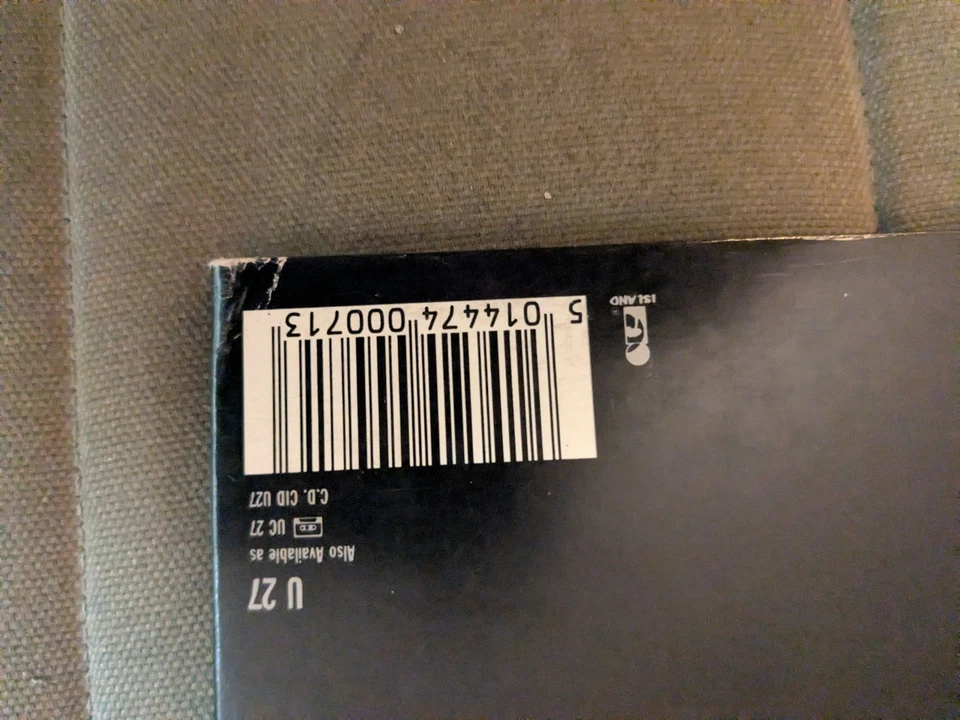 U 27
Also Available as
UC 27
C.D. CID U27
5 014474 000713
ISLAND